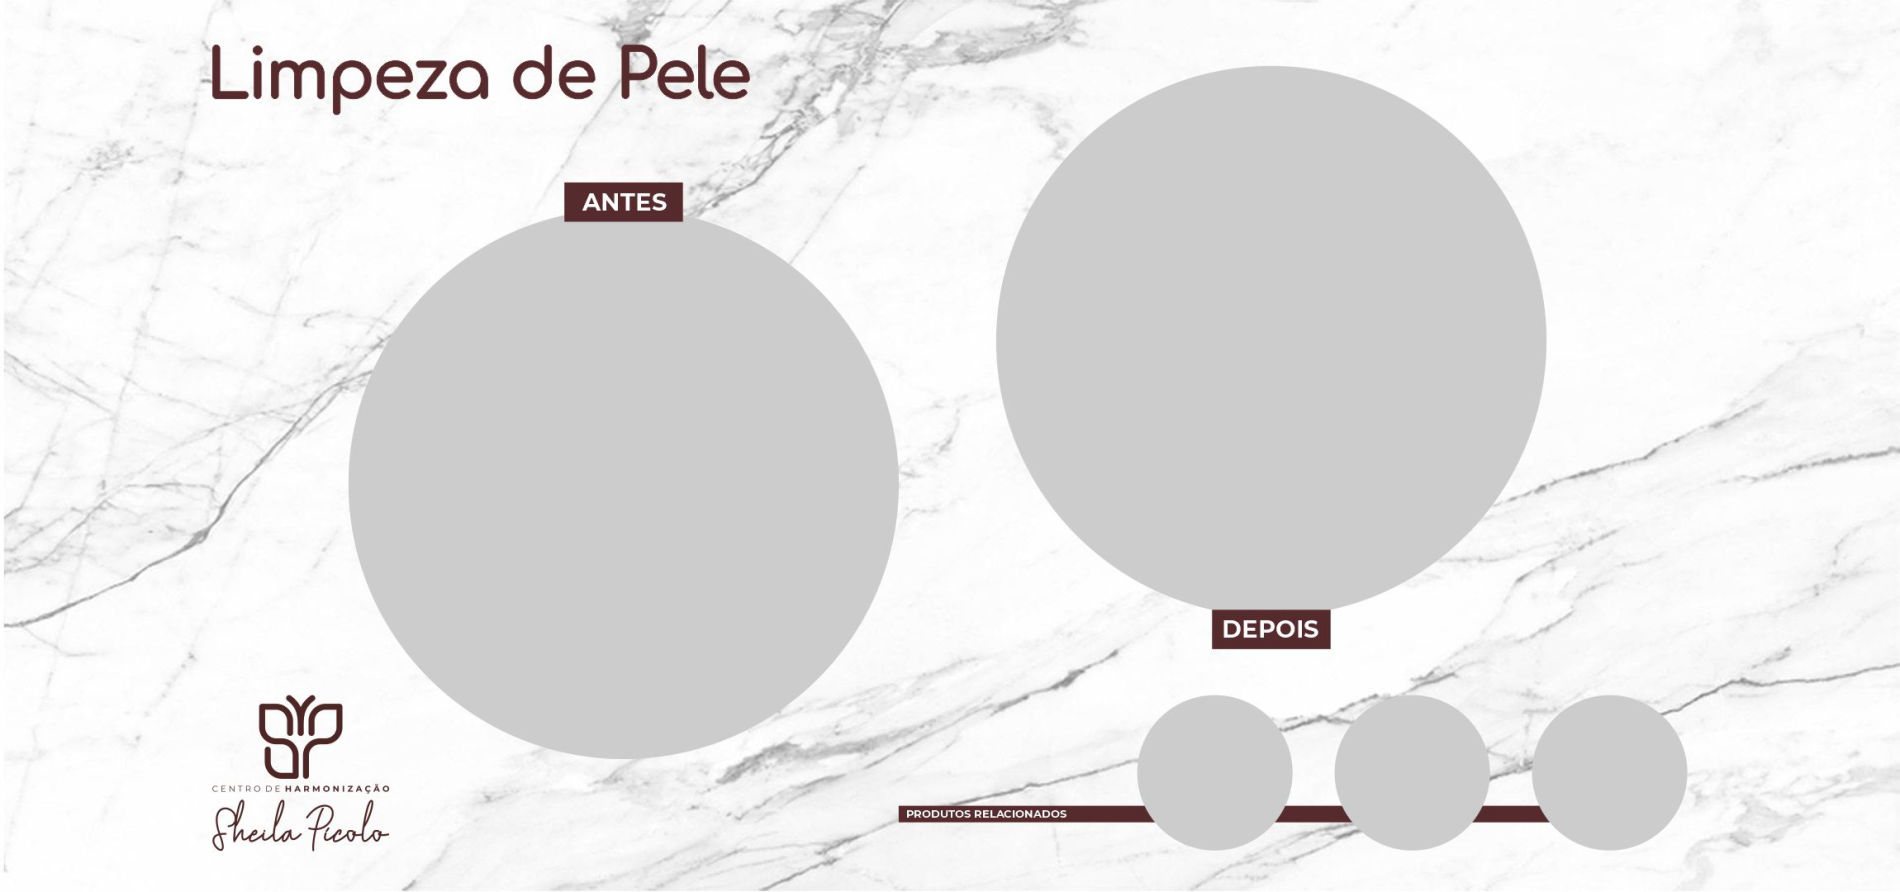 Limpeza de Pele
ANTES
DEPOIS
CENTRO DE HARMONIZAÇÃO
Sheila Picolo
PRODUTOS RELACIONADOS